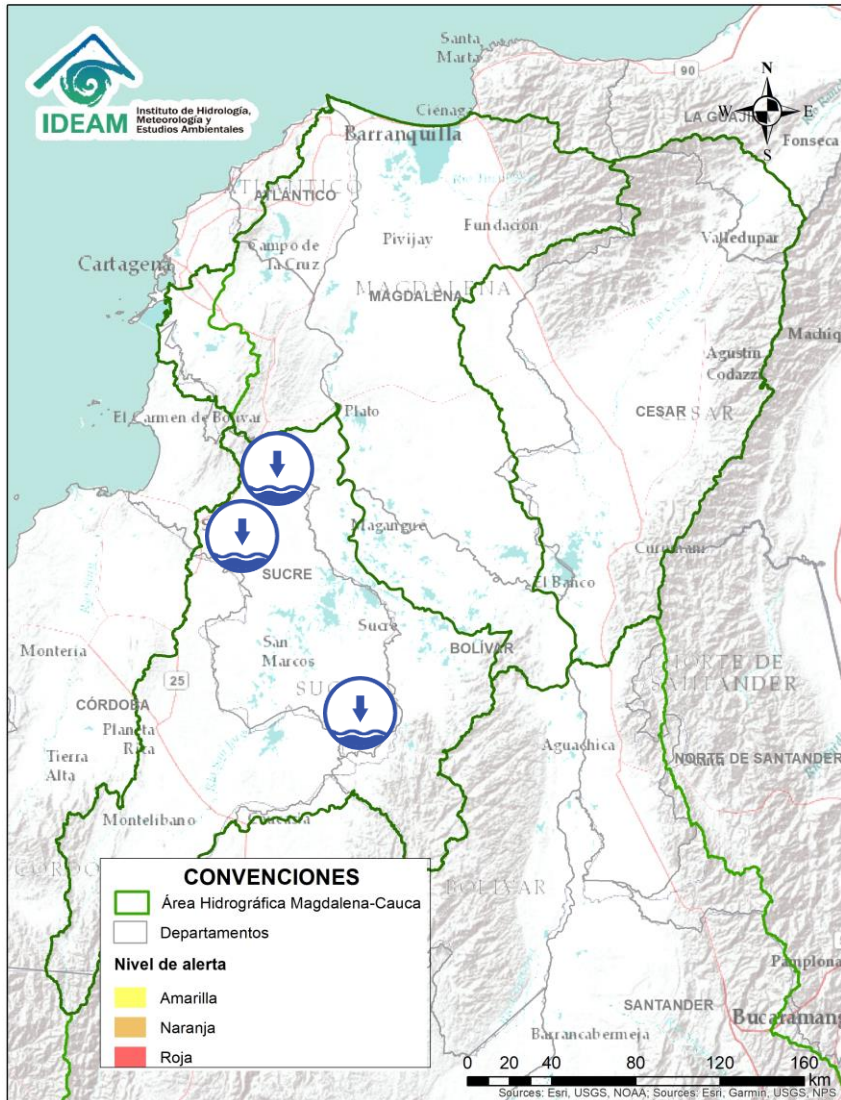 Santa
Marta
90
N
IDEAM
Instituto de Hidrología,
Meteorología y
Estudios Ambientales
Ciénaga
W
E
LA GUAJIRA
S
Barranquilla
Fonseca
ATLANTICO
ATLÁNTICO
Fundación
Pivijay
Valledupar
Campo de
la Cruz
Cartagena
MAGDALENA
MAGDALENA
Agustín
Codazzi
CESAR
CESAR
El Carmen de Bolívar
Plato
Magangue
Curumaní
El Banco
SUCRE
Sucre
Montería
San
Marcos
BOLÍVAR
NORTE DE
SANTANDER
25
CÓRDOBA
Planeta
Rica
Aguachica
Tierra
Alta
NORTE DE SANTANDER
Montelíbano
BOLÍVAR
CONVENCIONES
Área Hidrográfica Magdalena-Cauca
Departamentos
Nivel de alerta
Amarilla
Naranja
Roja
Pamplona
SANTANDER
Barrancabermeja
0 20 40 80 120 160
km
Sources: Esri, USGS, NOAA; Sources: Esri, Garmin, USGS, NPS